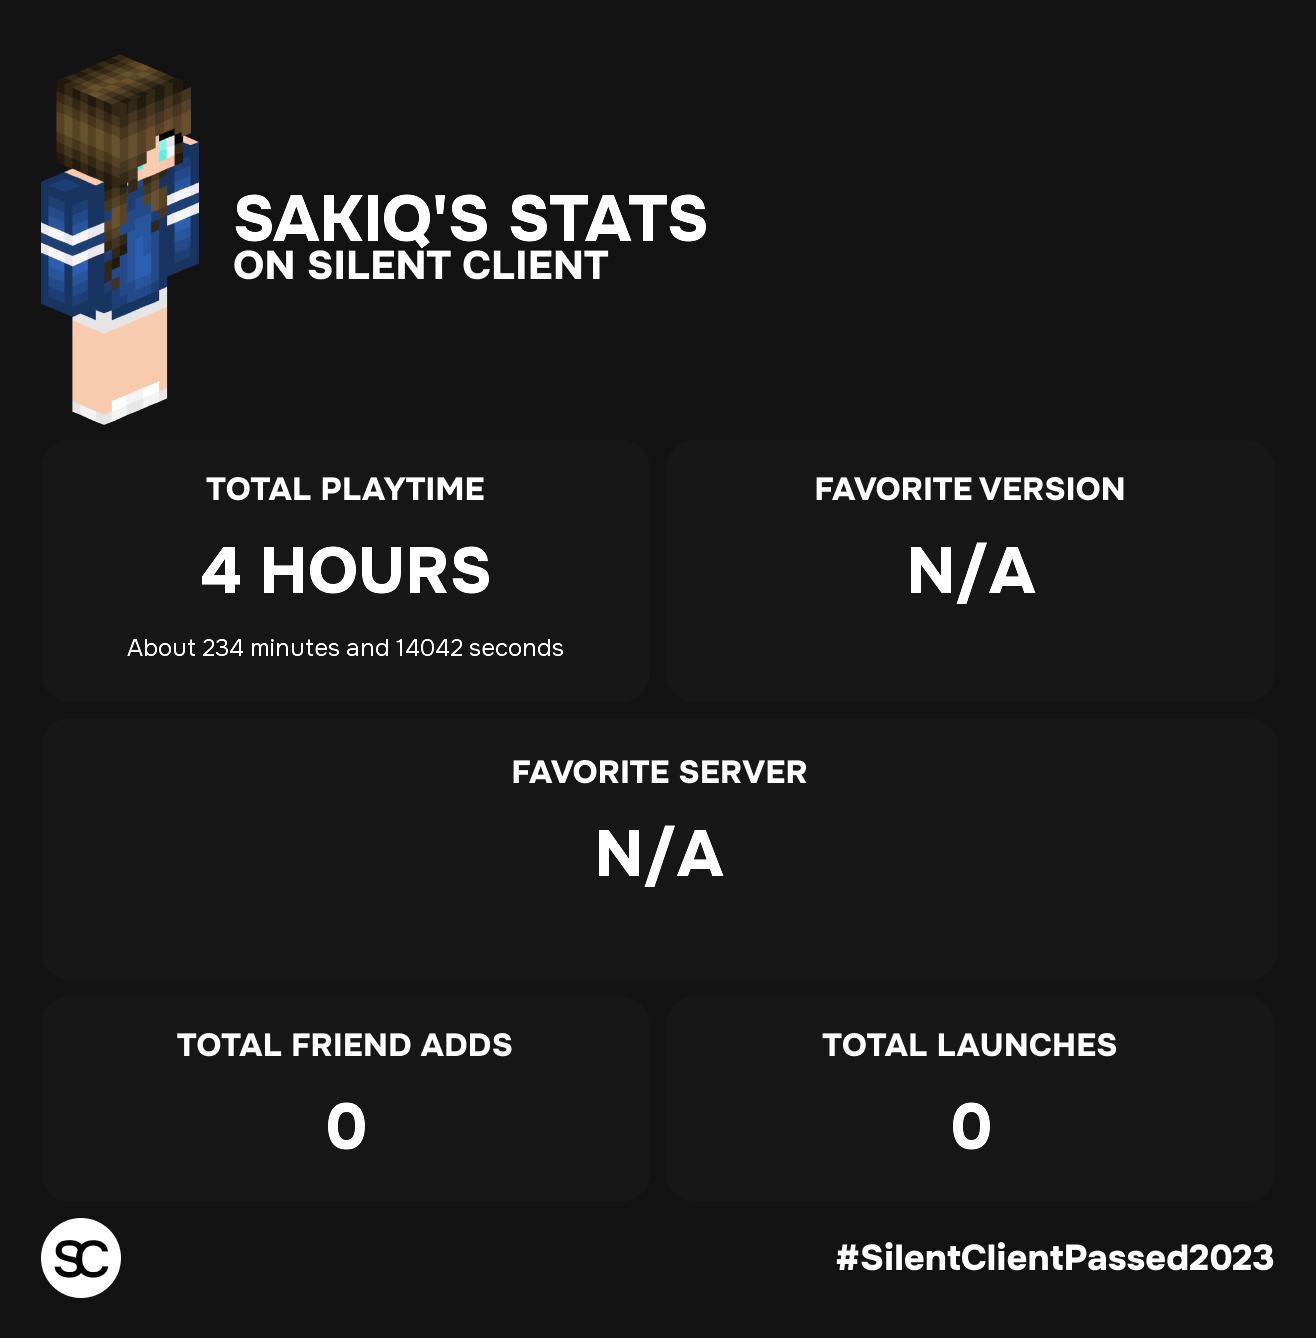 SAKIQ'S STATS
ON SILENT CLIENT
TOTAL PLAYTIME
4 HOURS
About 234 minutes and 14042 seconds
FAVORITE VERSION
N/A
FAVORITE SERVER
N/A
TOTAL FRIEND ADDS
0
TOTAL LAUNCHES
0
SC
#SilentClientPassed2023